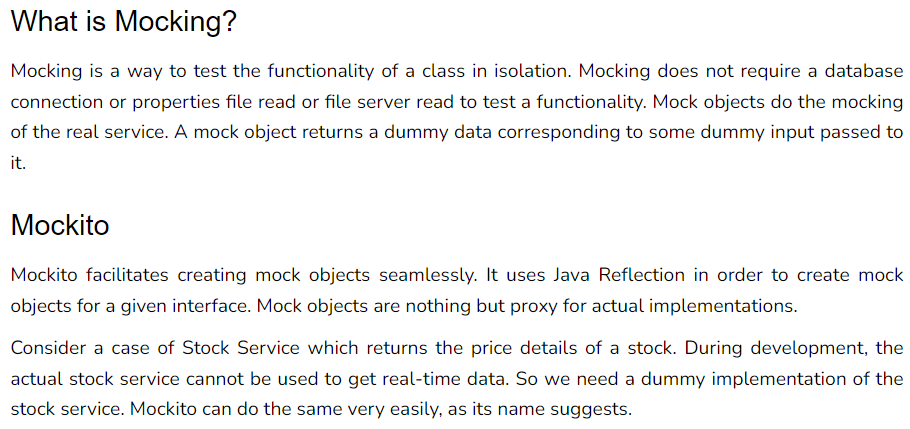 What is Mocking?
Mocking is a way to test the functionality of a class in isolation. Mocking does not require a database
connection or properties file read or file server read to test a functionality. Mock objects do the mocking
of the real service. A mock object returns a dummy data corresponding to some dummy input passed to
it.
Mockito
Mockito facilitates creating mock objects seamlessly. It uses Java Reflection in order to create mock
objects for a given interface. Mock objects are nothing but proxy for actual implementations.
Consider a case of Stock Service which returns the price details of a stock. During development, the
actual stock service cannot be used to get real-time data. So we need a dummy implementation of the
stock service. Mockito can do the same very easily, as its name suggests.